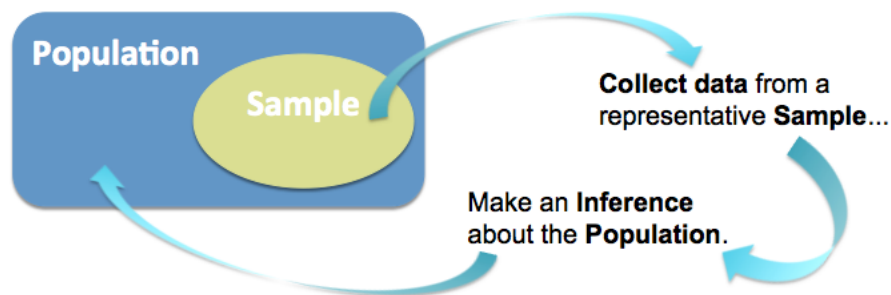 Population
Sample
Collect data from a
representative Sample...
Make an Inference
about the Population.